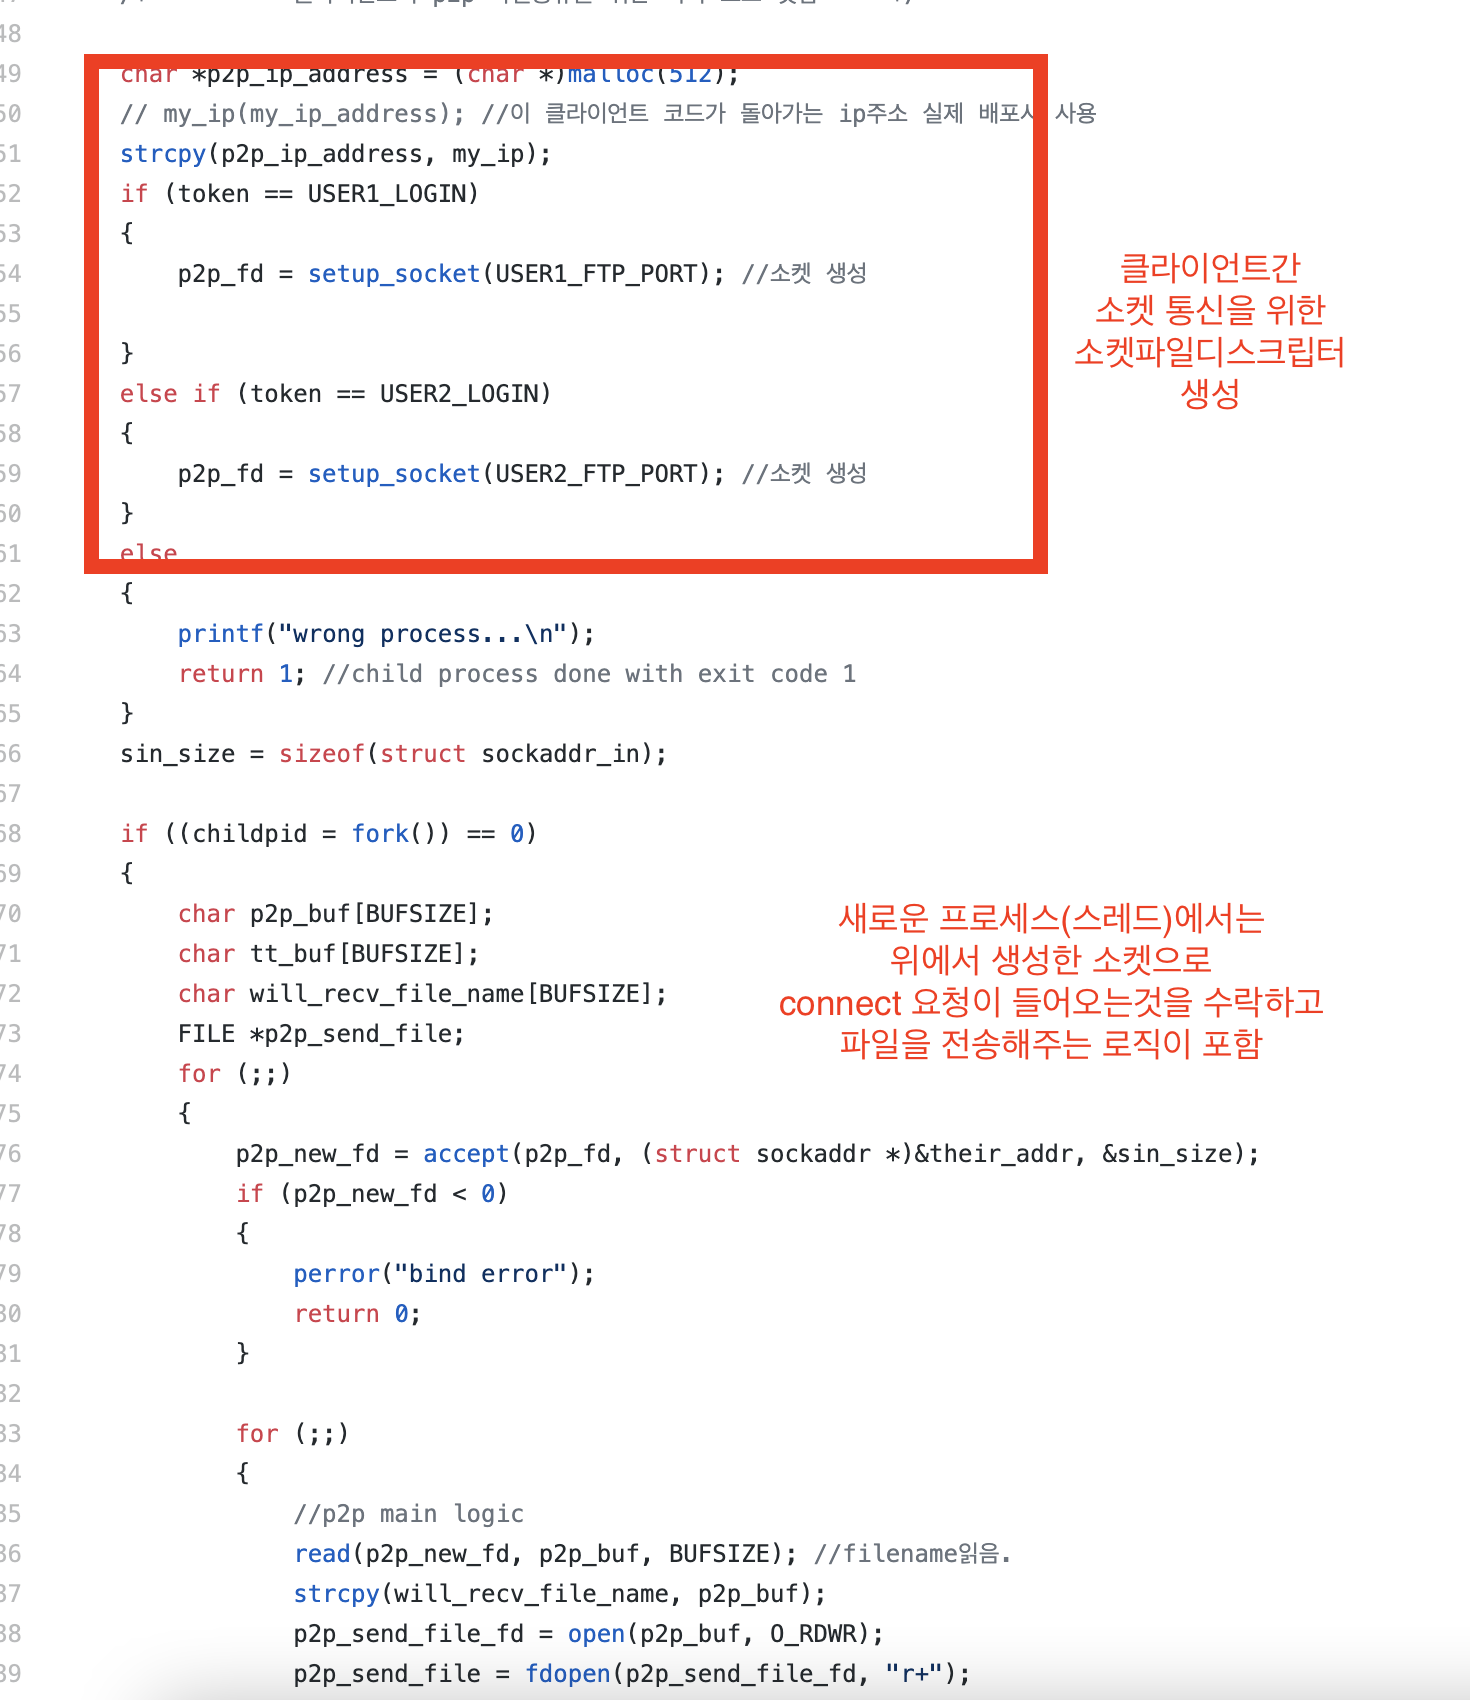 48
49 char *p2p_ip_address = (char *)malloc(512);
50 // my_ip(my_ip_address); //이 클라이언트 코드가 돌아가는 ip주소 실제 배포시 사용
51 strcpy(p2p_ip_address, my_ip);
52 if (token == USER1_LOGIN)
53 {
54 p2p_fd = setup_socket(USER1_FTP_PORT); //소켓 생성
55
56 }
57 else if (token == USER2_LOGIN)
58 {
59 p2p_fd = setup_socket(USER2_FTP_PORT); //소켓 생성
60 }
61 else
클라이언트간
소켓 통신을 위한
소켓파일디스크립터
생성
62 {
63 printf("wrong process...\n");
64 return 1; //child process done with exit code 1
65 }
66 sin_size = sizeof(struct sockaddr_in);
67
68 if ((childpid = fork()) == 0)
69 {
70 char p2p_buf[BUFSIZE];
71 char tt_buf[BUFSIZE];
72 char will_recv_file_name[BUFSIZE];
73 FILE *p2p_send_file;
74 for (;;)
75 {
새로운 프로세스(스레드)에서는
위에서 생성한 소켓으로
connect 요청이 들어오는것을 수락하고
파일을 전송해주는 로직이 포함
76 p2p_new_fd = accept(p2p_fd, (struct sockaddr *)&their_addr, &sin_size);
77 if (p2p_new_fd < 0)
78 {
79 perror("bind error");
80 return 0;
81 }
82
83 for (;;)
84 {
85 //p2p main logic
86 read(p2p_new_fd, p2p_buf, BUFSIZE); //filename읽음.
87 strcpy(will_recv_file_name, p2p_buf);
88 p2p_send_file_fd = open(p2p_buf, O_RDWR);
89 p2p_send_file = fdopen(p2p_send_file_fd, "r+");